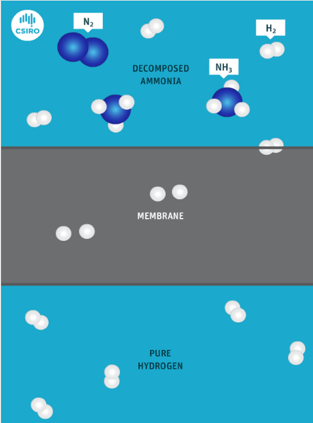 CSIRO
N₂
H₂
DECOMPOSED
AMMONIA
NH₃
MEMBRANE
PURE
HYDROGEN